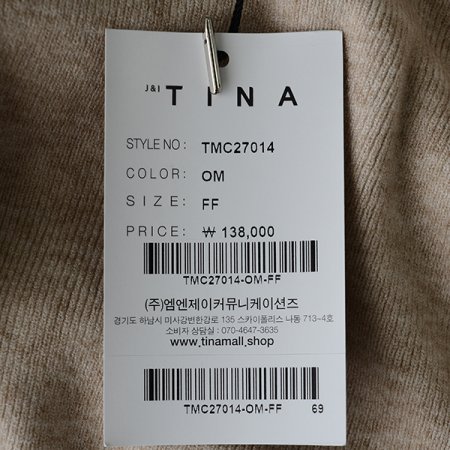 J&I TINA
STYLE NO : TMC27014
COLOR: OM
SIZE: FF
PRICE: ₩ 138,000
TMC27014-OM-FF
(주)엠엔제이커뮤니케이션즈
경기도 하남시 미사강변한강로 135 스카이폴리스 나동 713-4호
소비자 상담실 : 070-4647-3635
www.tinamall.shop
TMC27014-OM-FF 69